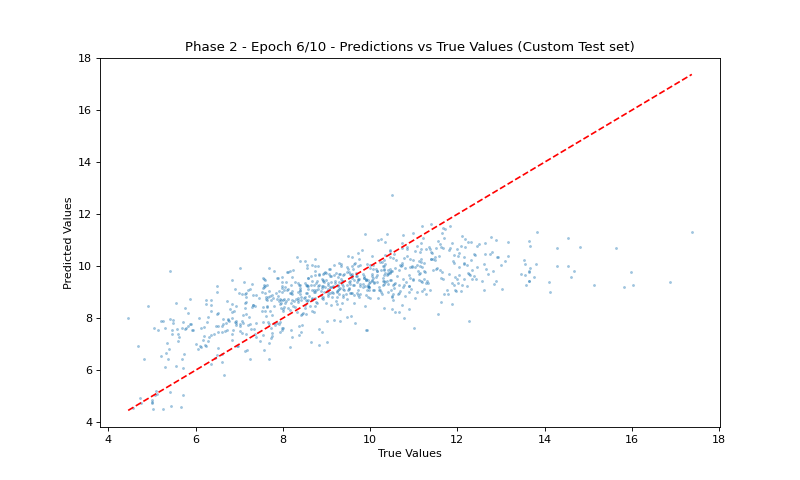 Phase 2 - Epoch 6/10 - Predictions vs True Values (Custom Test set)
18
16
14
12
10
8
6
4
Predicted Values
4 6 8 10 12 14 16 18
True Values